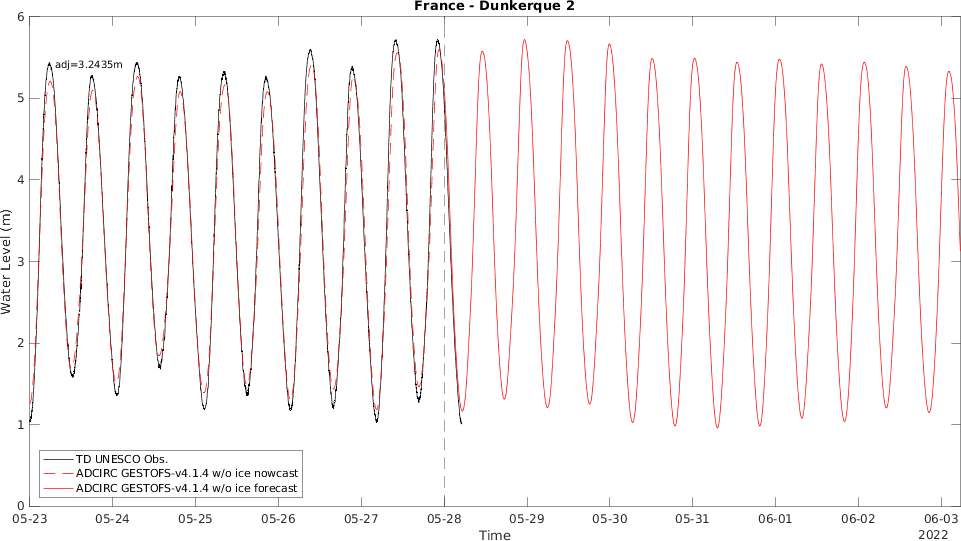 France - Dunkerque 2
6
adj=3.2435m
5
4
3
2
1
0
Water Level (m)
TD UNESCO Obs.
ADCIRC GESTOFS-v4.1.4 w/o ice nowcast
ADCIRC GESTOFS-v4.1.4 w/o ice forecast
05-23 05-24 05-25 05-26 05-27 05-28 05-29 05-30 05-31 06-01 06-02 06-03
Time
2022